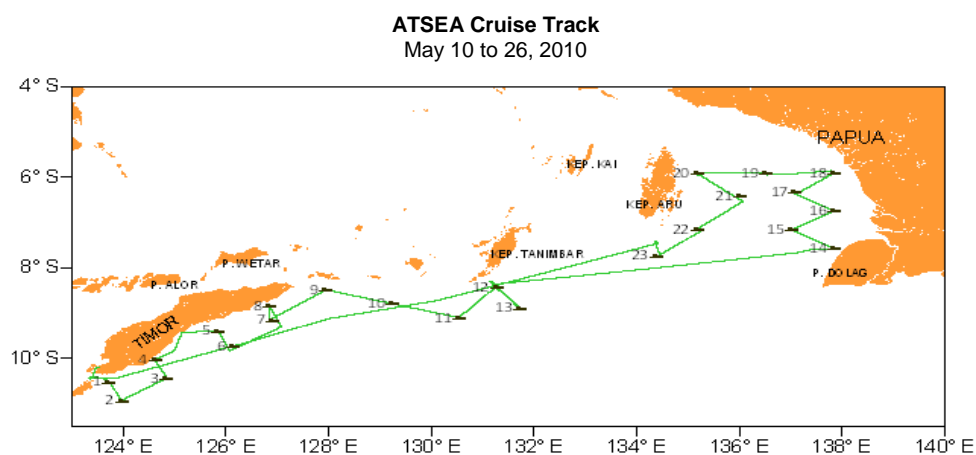 ATSEA Cruise Track
May 10 to 26, 2010
4° S
PAPUA
KEP. KAI
6° S
20
19
18
21
17
KEP. ARU
16
22
15
14
23
KEP. TANIMBAR
P. WETAR
8° S
P. DOLAG
P. ALOR
9
12
8
10
13
7
11
TIMOR
5
6
10° S
4
3
1
2
124° E
126° E
128° E
130° E
132° E
134° E
136° E
138° E
140° E